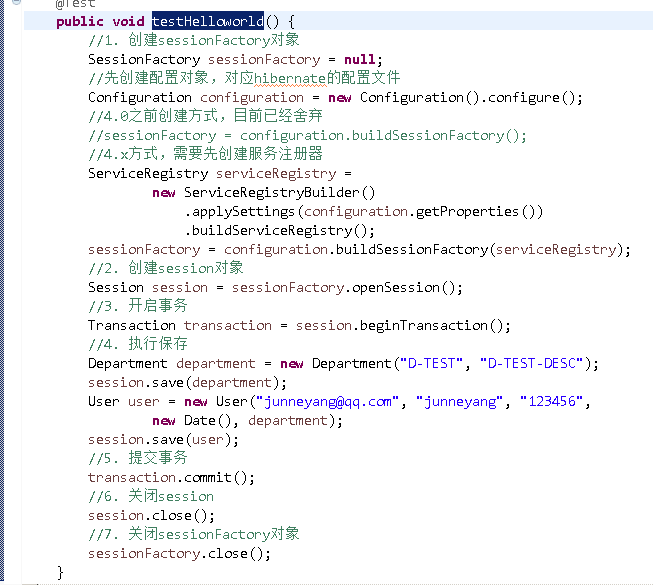 @Test
public void testHelloworld() {
//1. 创建sessionFactory对象
SessionFactory sessionFactory = null;
//先创建配置对象，对应hibernate的配置文件
Configuration configuration = new Configuration().configure();
//4.0之前创建方式，目前已经舍弃
//sessionFactory = configuration.buildSessionFactory();
//4.x方式，需要先创建服务注册器
ServiceRegistry serviceRegistry =
new ServiceRegistryBuilder()
.applySettings(configuration.getProperties())
.buildServiceRegistry();
sessionFactory = configuration.buildSessionFactory(serviceRegistry);
//2. 创建session对象
Session session = sessionFactory.openSession();
//3. 开启事务
Transaction transaction = session.beginTransaction();
//4. 执行保存
Department department = new Department("D-TEST", "D-TEST-DESC");
session.save(department);
User user = new User("junneyang@qq.com", "junneyang", "123456",
new Date(), department);
session.save(user);
//5. 提交事务
transaction.commit();
//6. 关闭session
session.close();
//7. 关闭sessionFactory对象
sessionFactory.close();
}